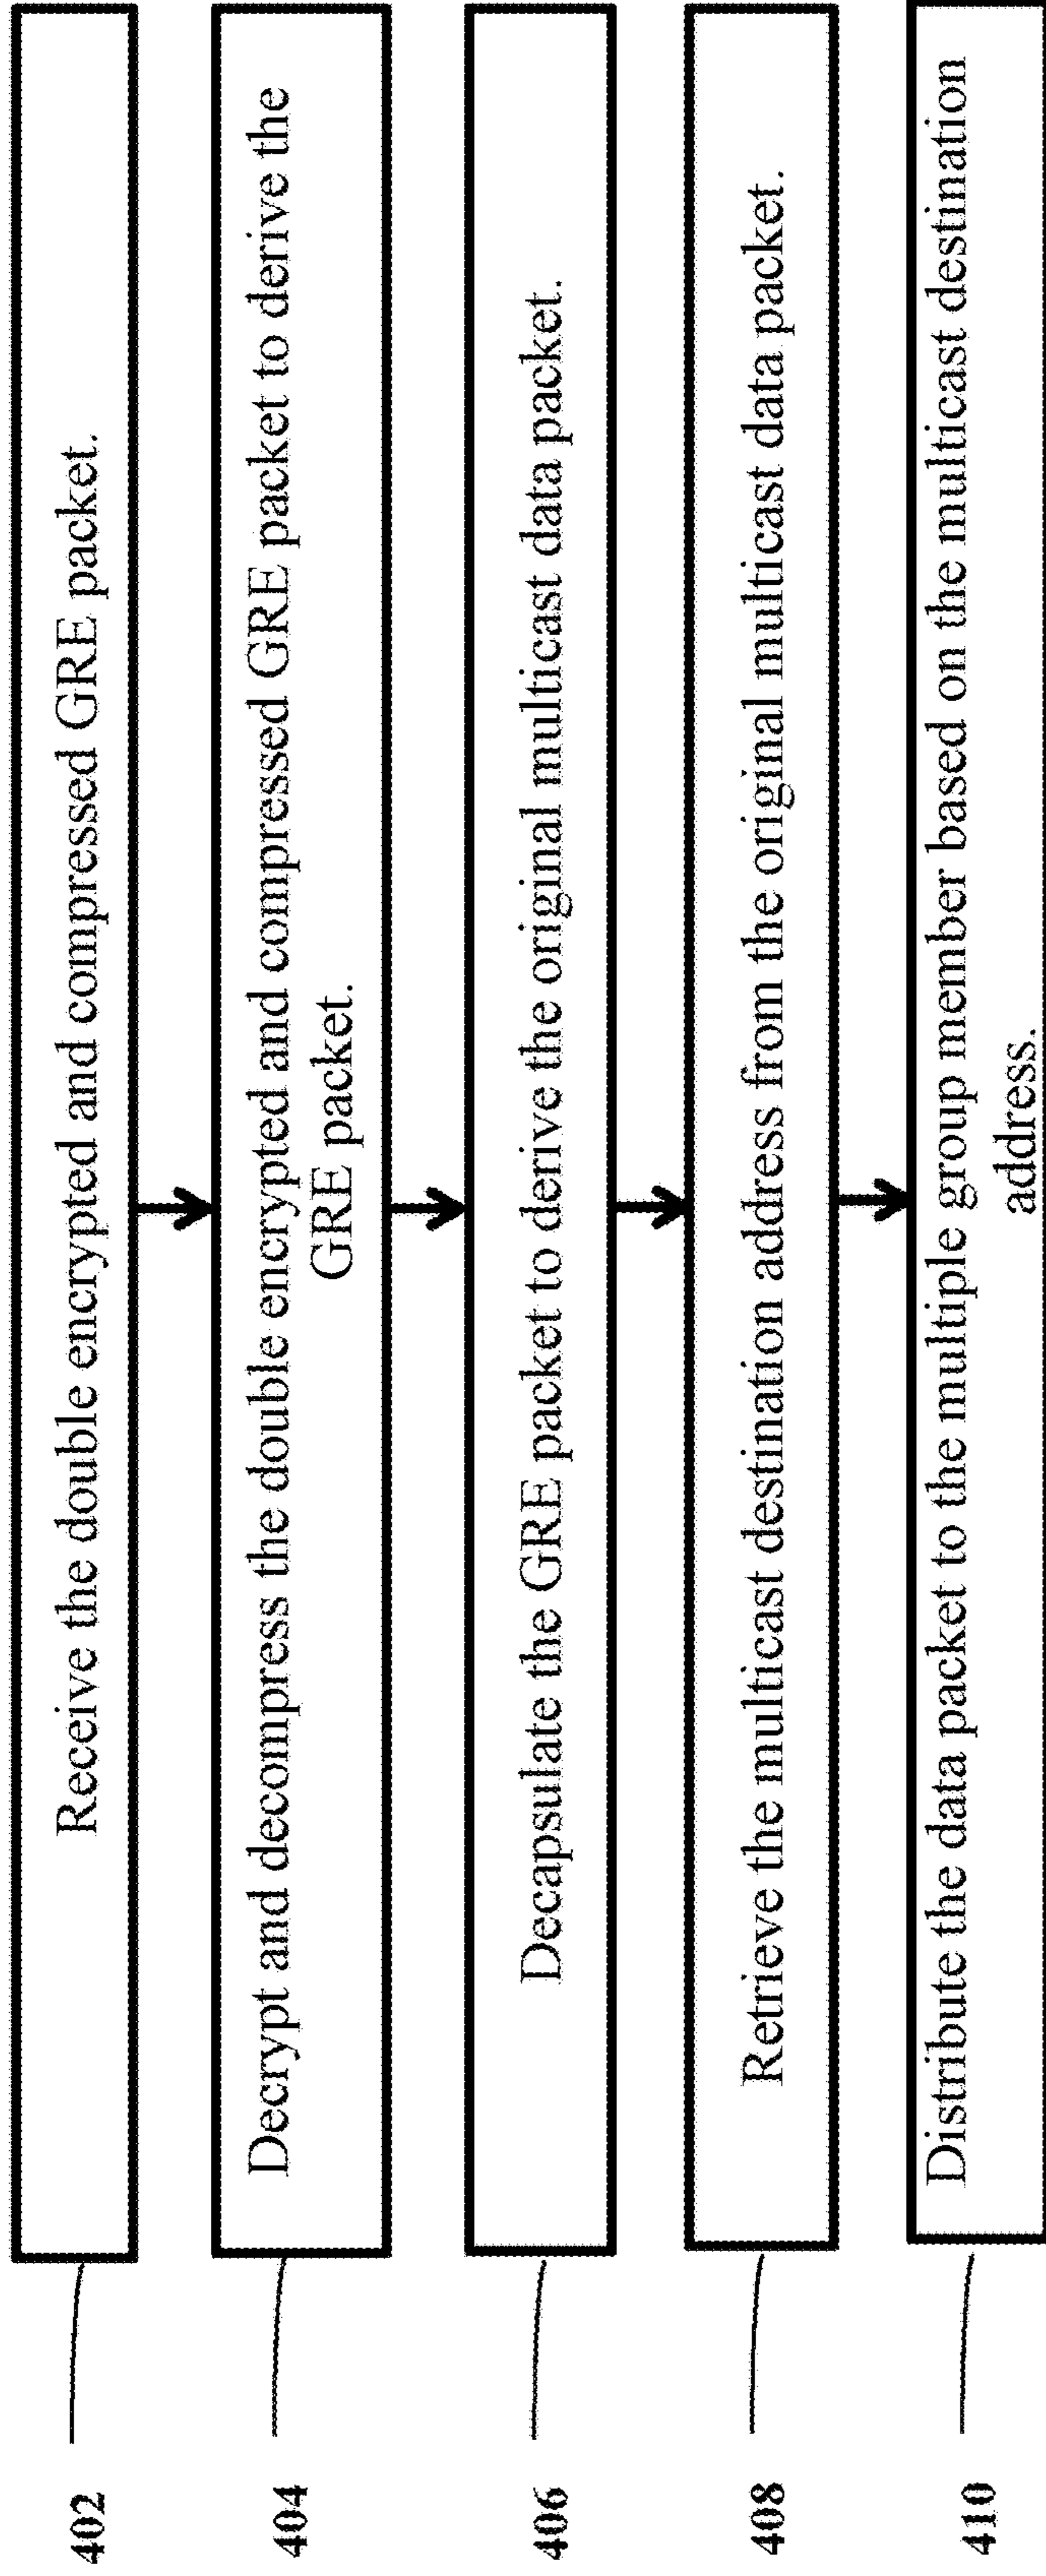 402
Receive the double encrypted and compressed GRE packet.
404
Decrypt and decompress the double encrypted and compressed GRE packet to derive the
GRE packet.
406
Decapsulate the GRE packet to derive the original multicast data packet.
408
Retrieve the multicast destination address from the original multicast data packet.
410
Distribute the data packet to the multiple group member based on the multicast destination
address.